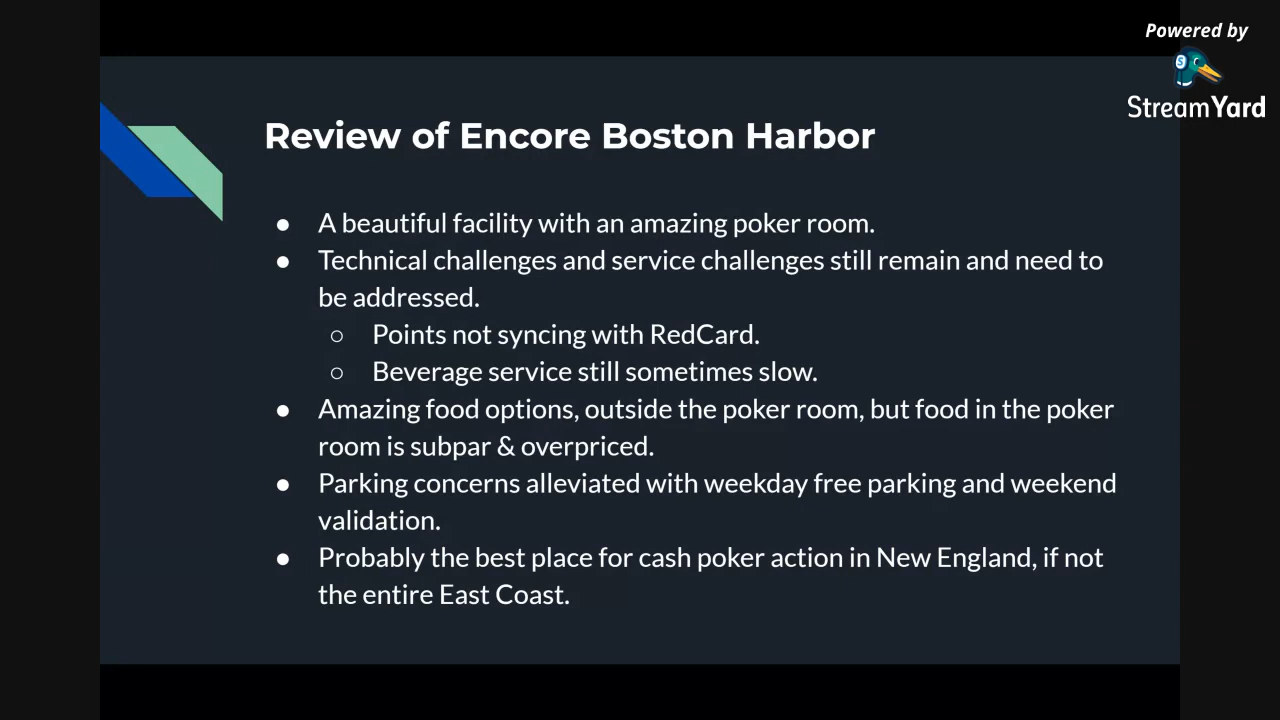 Powered by
StreamYard
Review of Encore Boston Harbor
● A beautiful facility with an amazing poker room.
● Technical challenges and service challenges still remain and need to
be addressed.
○ Points not syncing with RedCard.
○ Beverage service still sometimes slow.
● Amazing food options, outside the poker room, but food in the poker
room is subpar & overpriced.
● Parking concerns alleviated with weekday free parking and weekend
validation.
● Probably the best place for cash poker action in New England, if not
the entire East Coast.